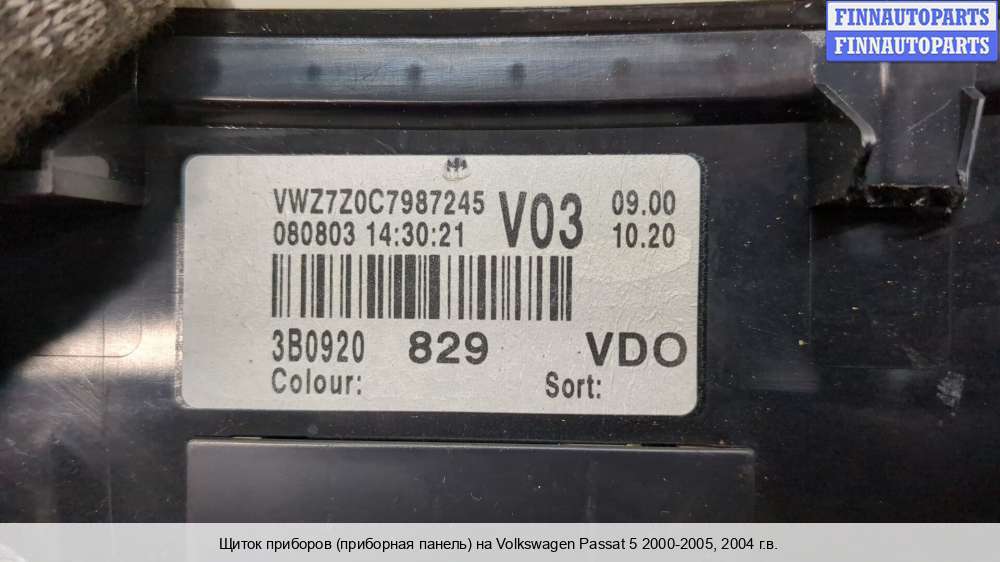 FINNAUTOPARTS
FINNAUTOPARTS
VWZ7Z0C7987245 V03 09.00
080803 14:30:21 10.20
3B0920 829 VDO
Colour: Sort:
Щиток приборов (приборная панель) на Volkswagen Passat 5 2000-2005, 2004 г.в.